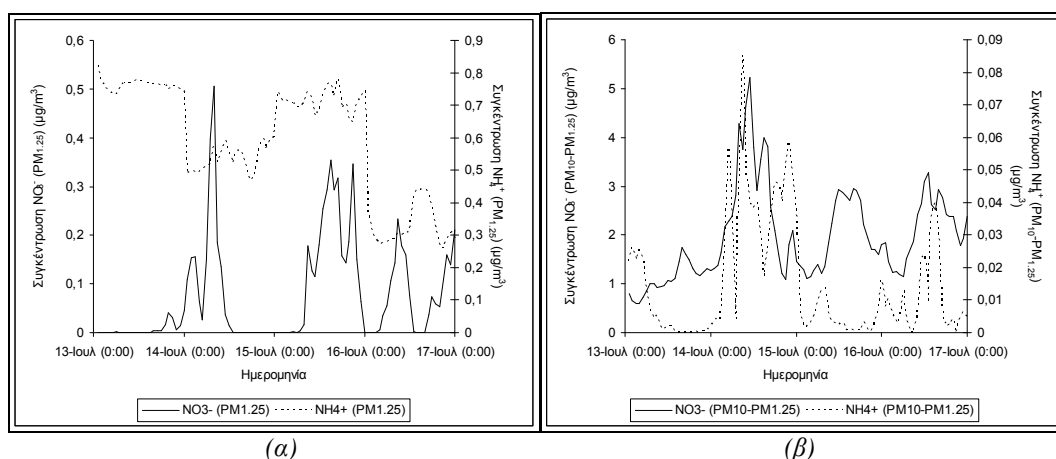 0,6
0,5
0,4
0,3
0,2
0,1
0
0,9
0,8
0,7
0,6
0,5
0,4
0,3
0,2
0,1
0
Συγκέντρωση NO3- (PM1.25) (μg/m3)
Συγκέντρωση NH4+ (PM1.25) (μg/m3)
13-Ιουλ (0:00) 14-Ιουλ (0:00) 15-Ιουλ (0:00) 16-Ιουλ (0:00) 17-Ιουλ (0:00)
Ημερομηνία
NO3- (PM1.25) NH4+ (PM1.25)
(α)
6
5
4
3
2
1
0
0,09
0,08
0,07
0,06
0,05
0,04
0,03
0,02
0,01
0
Συγκέντρωση NO3- (PM10-PM1.25) (μg/m3)
Συγκέντρωση NH4+ (PM10-PM1.25)
(μg/m3)
13-Ιουλ (0:00) 14-Ιουλ (0:00) 15-Ιουλ (0:00) 16-Ιουλ (0:00) 17-Ιουλ (0:00)
Ημερομηνία
NO3- (PM10-PM1.25) NH4+ (PM10-PM1.25)
(β)